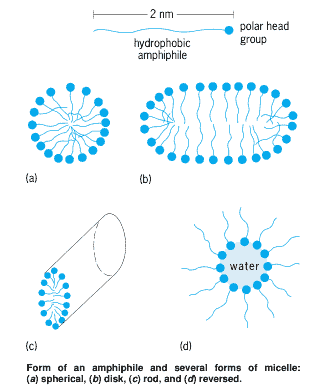 2 nm
polar head
group
hydrophobic
amphiphile
(a)
(b)
water
(c)
(d)
Form of an amphiphile and several forms of micelle:
(a) spherical, (b) disk, (c) rod, and (d) reversed.